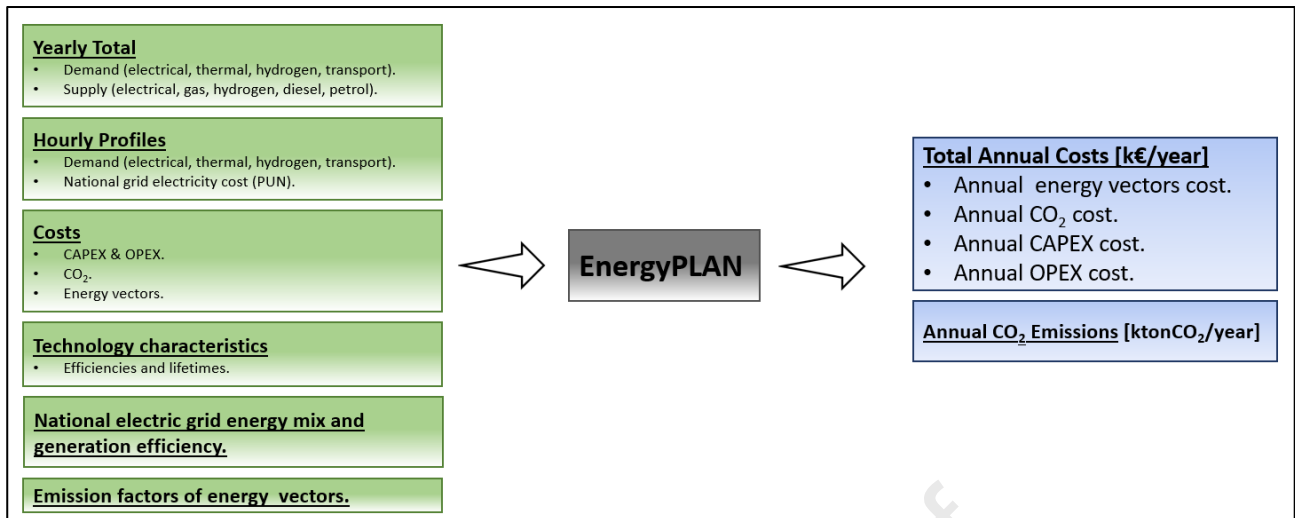 Yearly Total
• Demand (electrical, thermal, hydrogen, transport).
• Supply (electrical, gas, hydrogen, diesel, petrol).
Hourly Profiles
• Demand (electrical, thermal, hydrogen, transport).
• National grid electricity cost (PUN).
Costs
• CAPEX & OPEX.
• CO₂.
• Energy vectors.
Technology characteristics
• Efficiencies and lifetimes.
National electric grid energy mix and
generation efficiency.
Emission factors of energy vectors.
EnergyPLAN
Total Annual Costs [k€/year]
• Annual energy vectors cost.
• Annual CO₂ cost.
• Annual CAPEX cost.
• Annual OPEX cost.
Annual CO₂ Emissions [ktonCO₂/year]